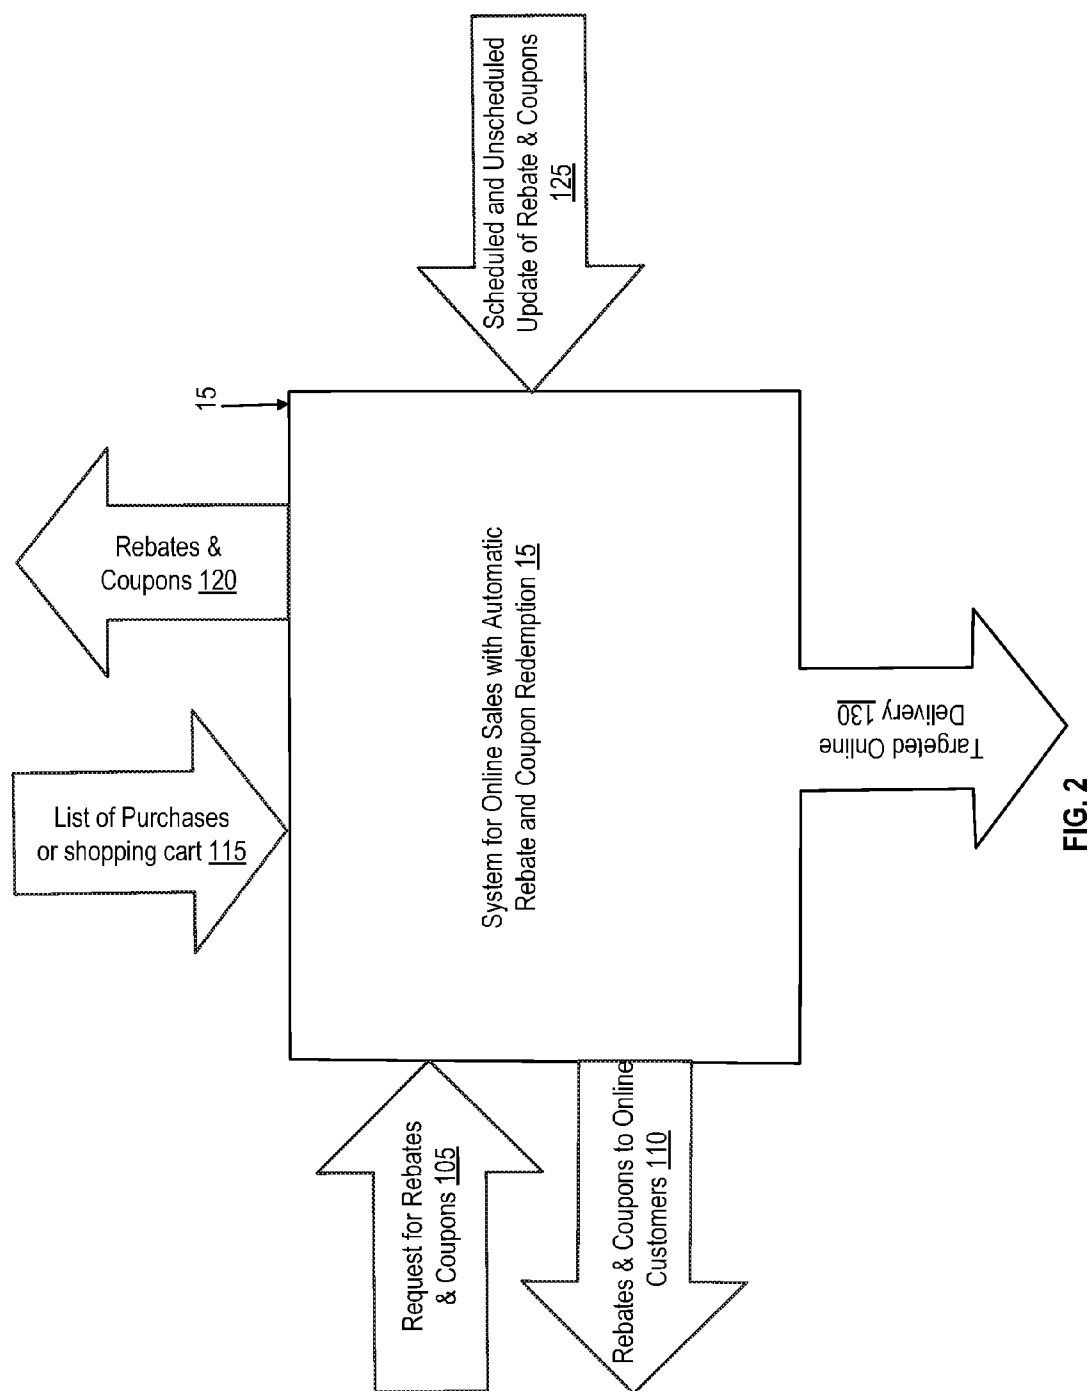 Scheduled and Unscheduled
Update of Rebate & Coupons
125
15
Rebates &
Coupons 120
List of Purchases
or shopping cart 115
System for Online Sales with Automatic
Rebate and Coupon Redemption 15
Request for Rebates
& Coupons 105
Rebates & Coupons to Online
Customers 110
Targeted Online
Delivery 130
FIG. 2